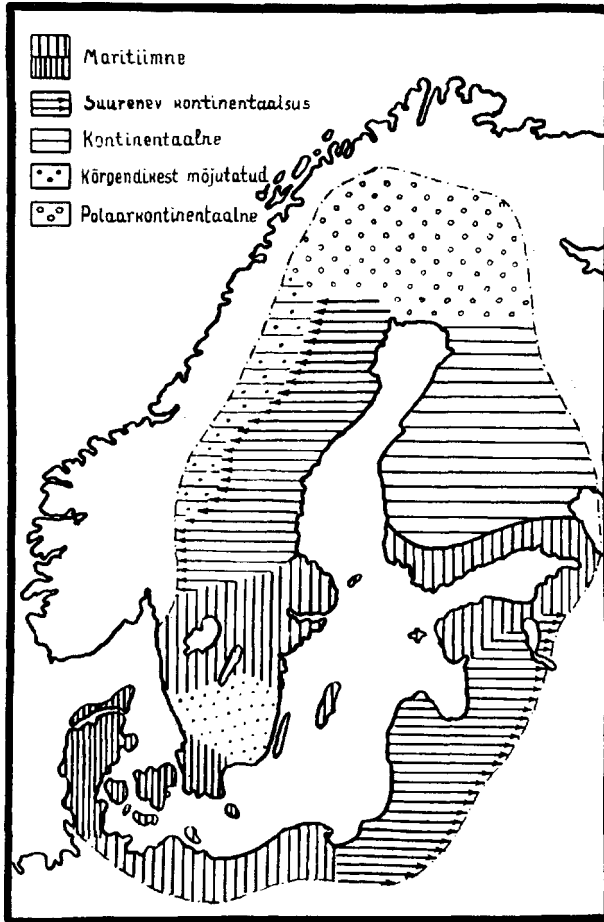 Maritiimne
Suurenev kontinentaalsus
Kontinentaalne
Kõrgendikest mõjutatud
Polaarkontinentaalne